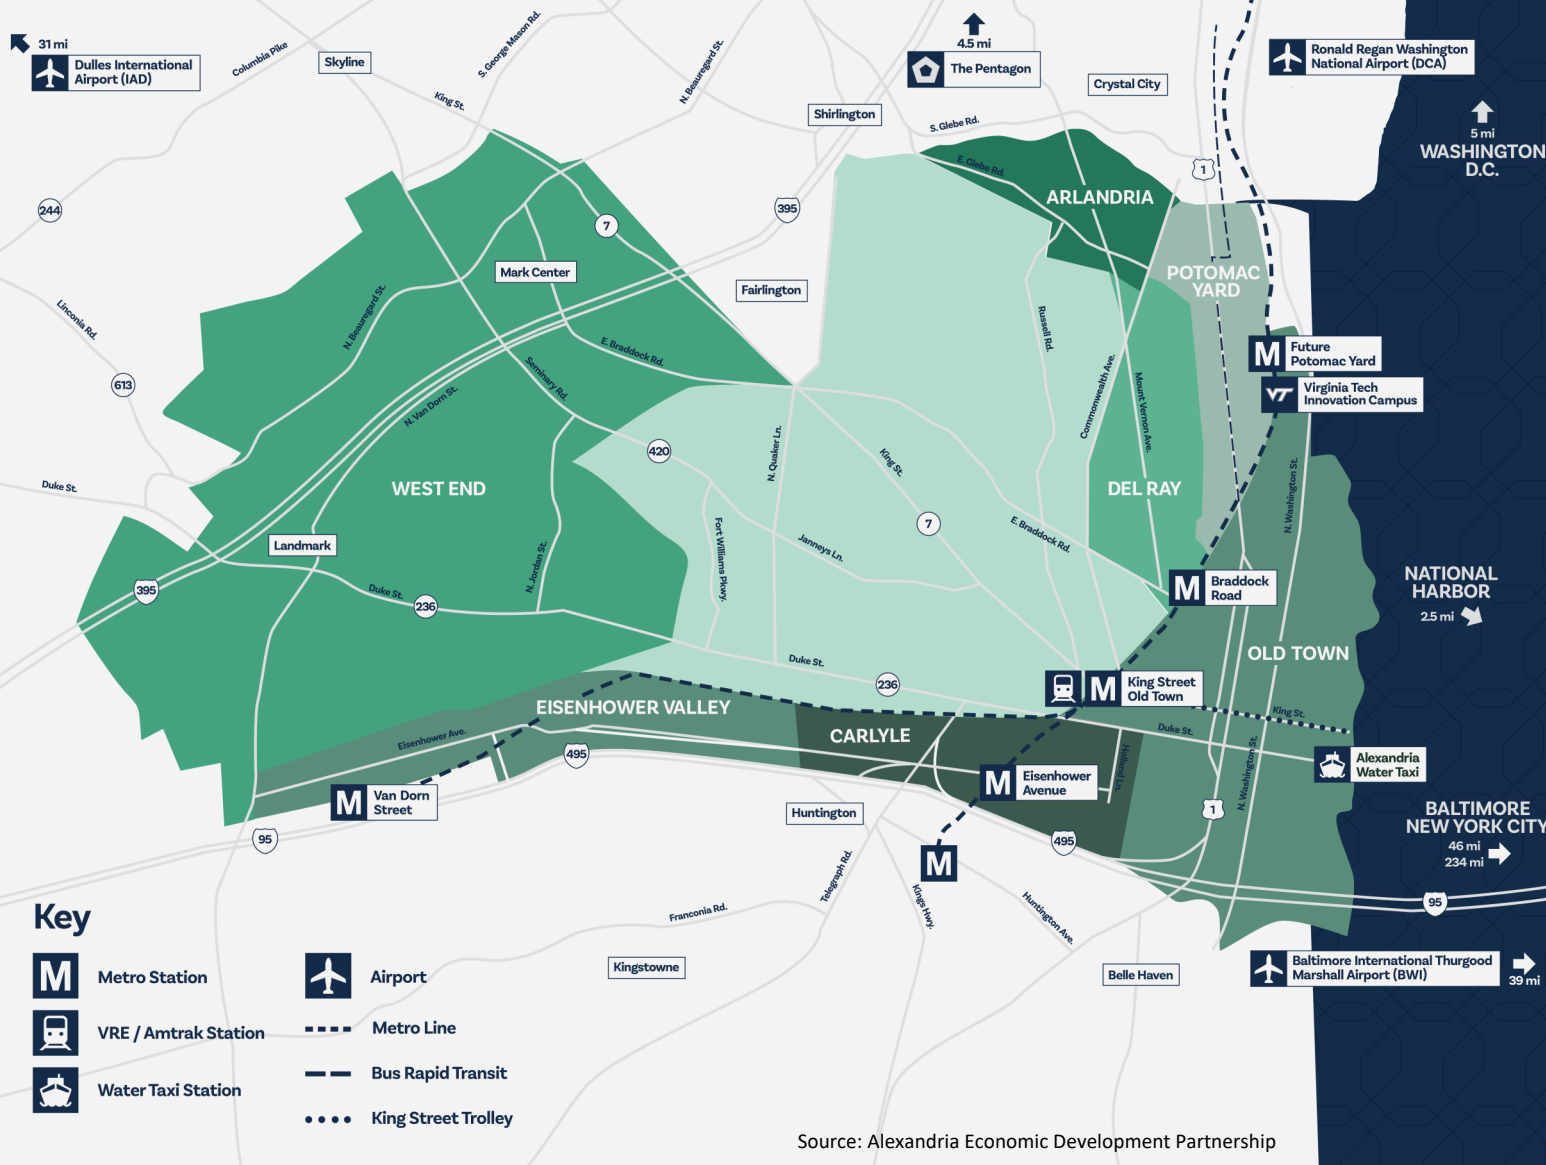 31 mi
Dulles International
Airport (IAD)
Columbia Pike
Skyline
S. George Mason Rd.
King St.
N. Beauregard St.
4.5 mi
The Pentagon
Shirlington
Crystal City
S. Glebe Rd.
Ronald Regan Washington
National Airport (DCA)
5 mi
WASHINGTON
D.C.
E. Glebe Rd.
1
ARLANDRIA
244
7
395
Mark Center
Fairlington
POTOMAC
YARD
Linconia Rd.
N. Beauregard St.
E. Braddock Rd.
Russell Rd.
M
Future
Potomac Yard
VT
Virginia Tech
Innovation Campus
613
N. Van Dorn St.
Seminary Rd.
Commonwealth Ave.
Mount Vernon Ave.
420
N. Quaker Ln.
King St.
Duke St.
WEST END
DEL RAY
N. Washington St.
7
Landmark
Fort Williams Pkwy.
Janneys Ln.
E. Braddock Rd.
395
Duke St.
236
N. Jordan St.
M
Braddock
Road
NATIONAL
HARBOR
2.5 mi
OLD TOWN
Duke St.
236
M
King Street
Old Town
EISENHOWER VALLEY
CARLYLE
King St.
Duke St.
Eisenhower Ave.
495
Holland Ln.
N. Washington St.
Alexandria
Water Taxi
M
Van Dorn
Street
M
Eisenhower
Avenue
Huntington
1
BALTIMORE
NEW YORK CITY
46 mi
234 mi
95
495
M
Telegraph Rd.
Kings Hwy.
Huntington Ave.
95
Franconia Rd.
Kingstowne
Belle Haven
Baltimore International Thurgood
Marshall Airport (BWI)
39 mi
Key
M
Metro Station
VRE / Amtrak Station
Water Taxi Station
Airport
Metro Line
Bus Rapid Transit
King Street Trolley
Source: Alexandria Economic Development Partnership